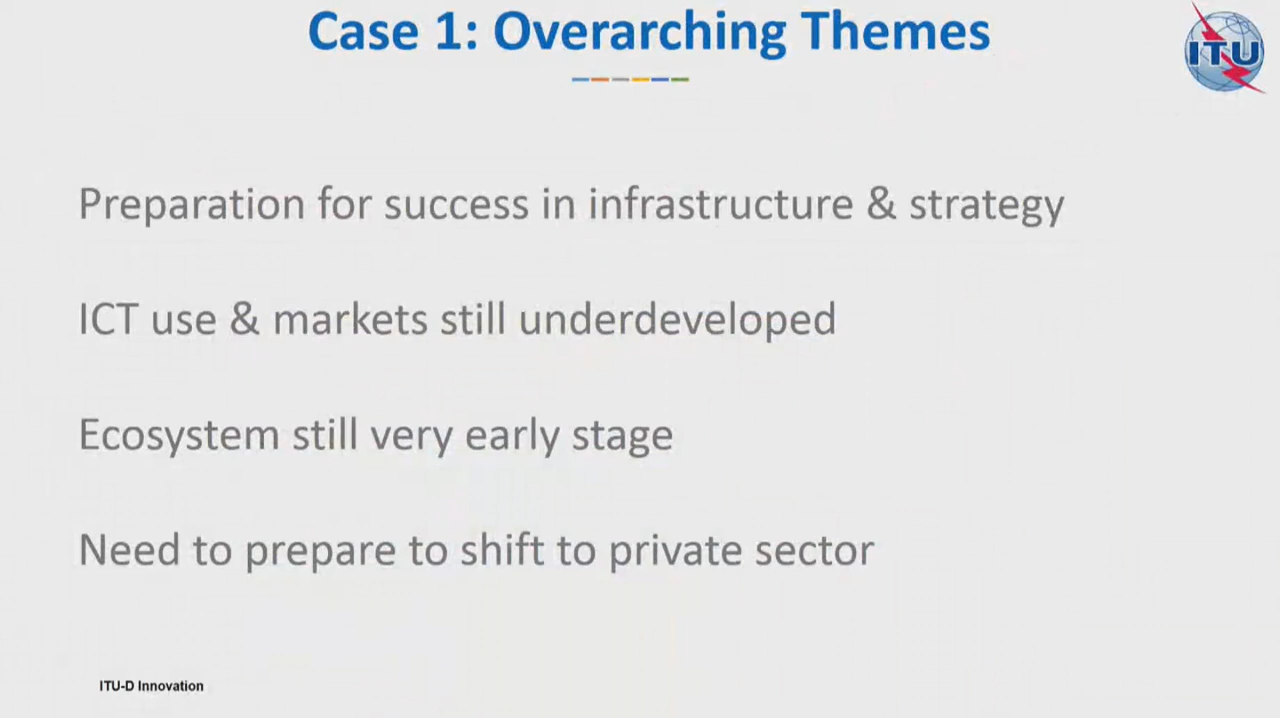 Case 1: Overarching Themes
ITU
Preparation for success in infrastructure & strategy
ICT use & markets still underdeveloped
Ecosystem still very early stage
Need to prepare to shift to private sector
ITU-D Innovation